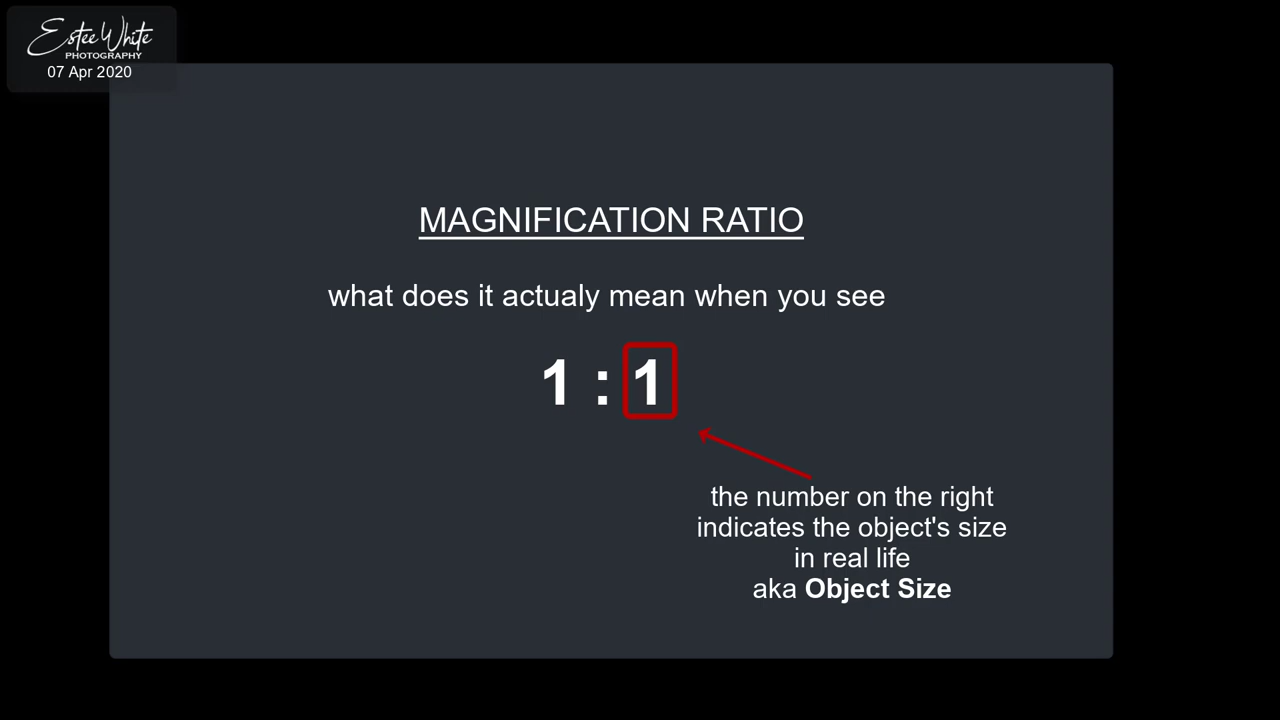 Estee White
PHOTOGRAPHY
07 Apr 2020
MAGNIFICATION RATIO
what does it actualy mean when you see
1 : 1
the number on the right
indicates the object's size
in real life
aka Object Size